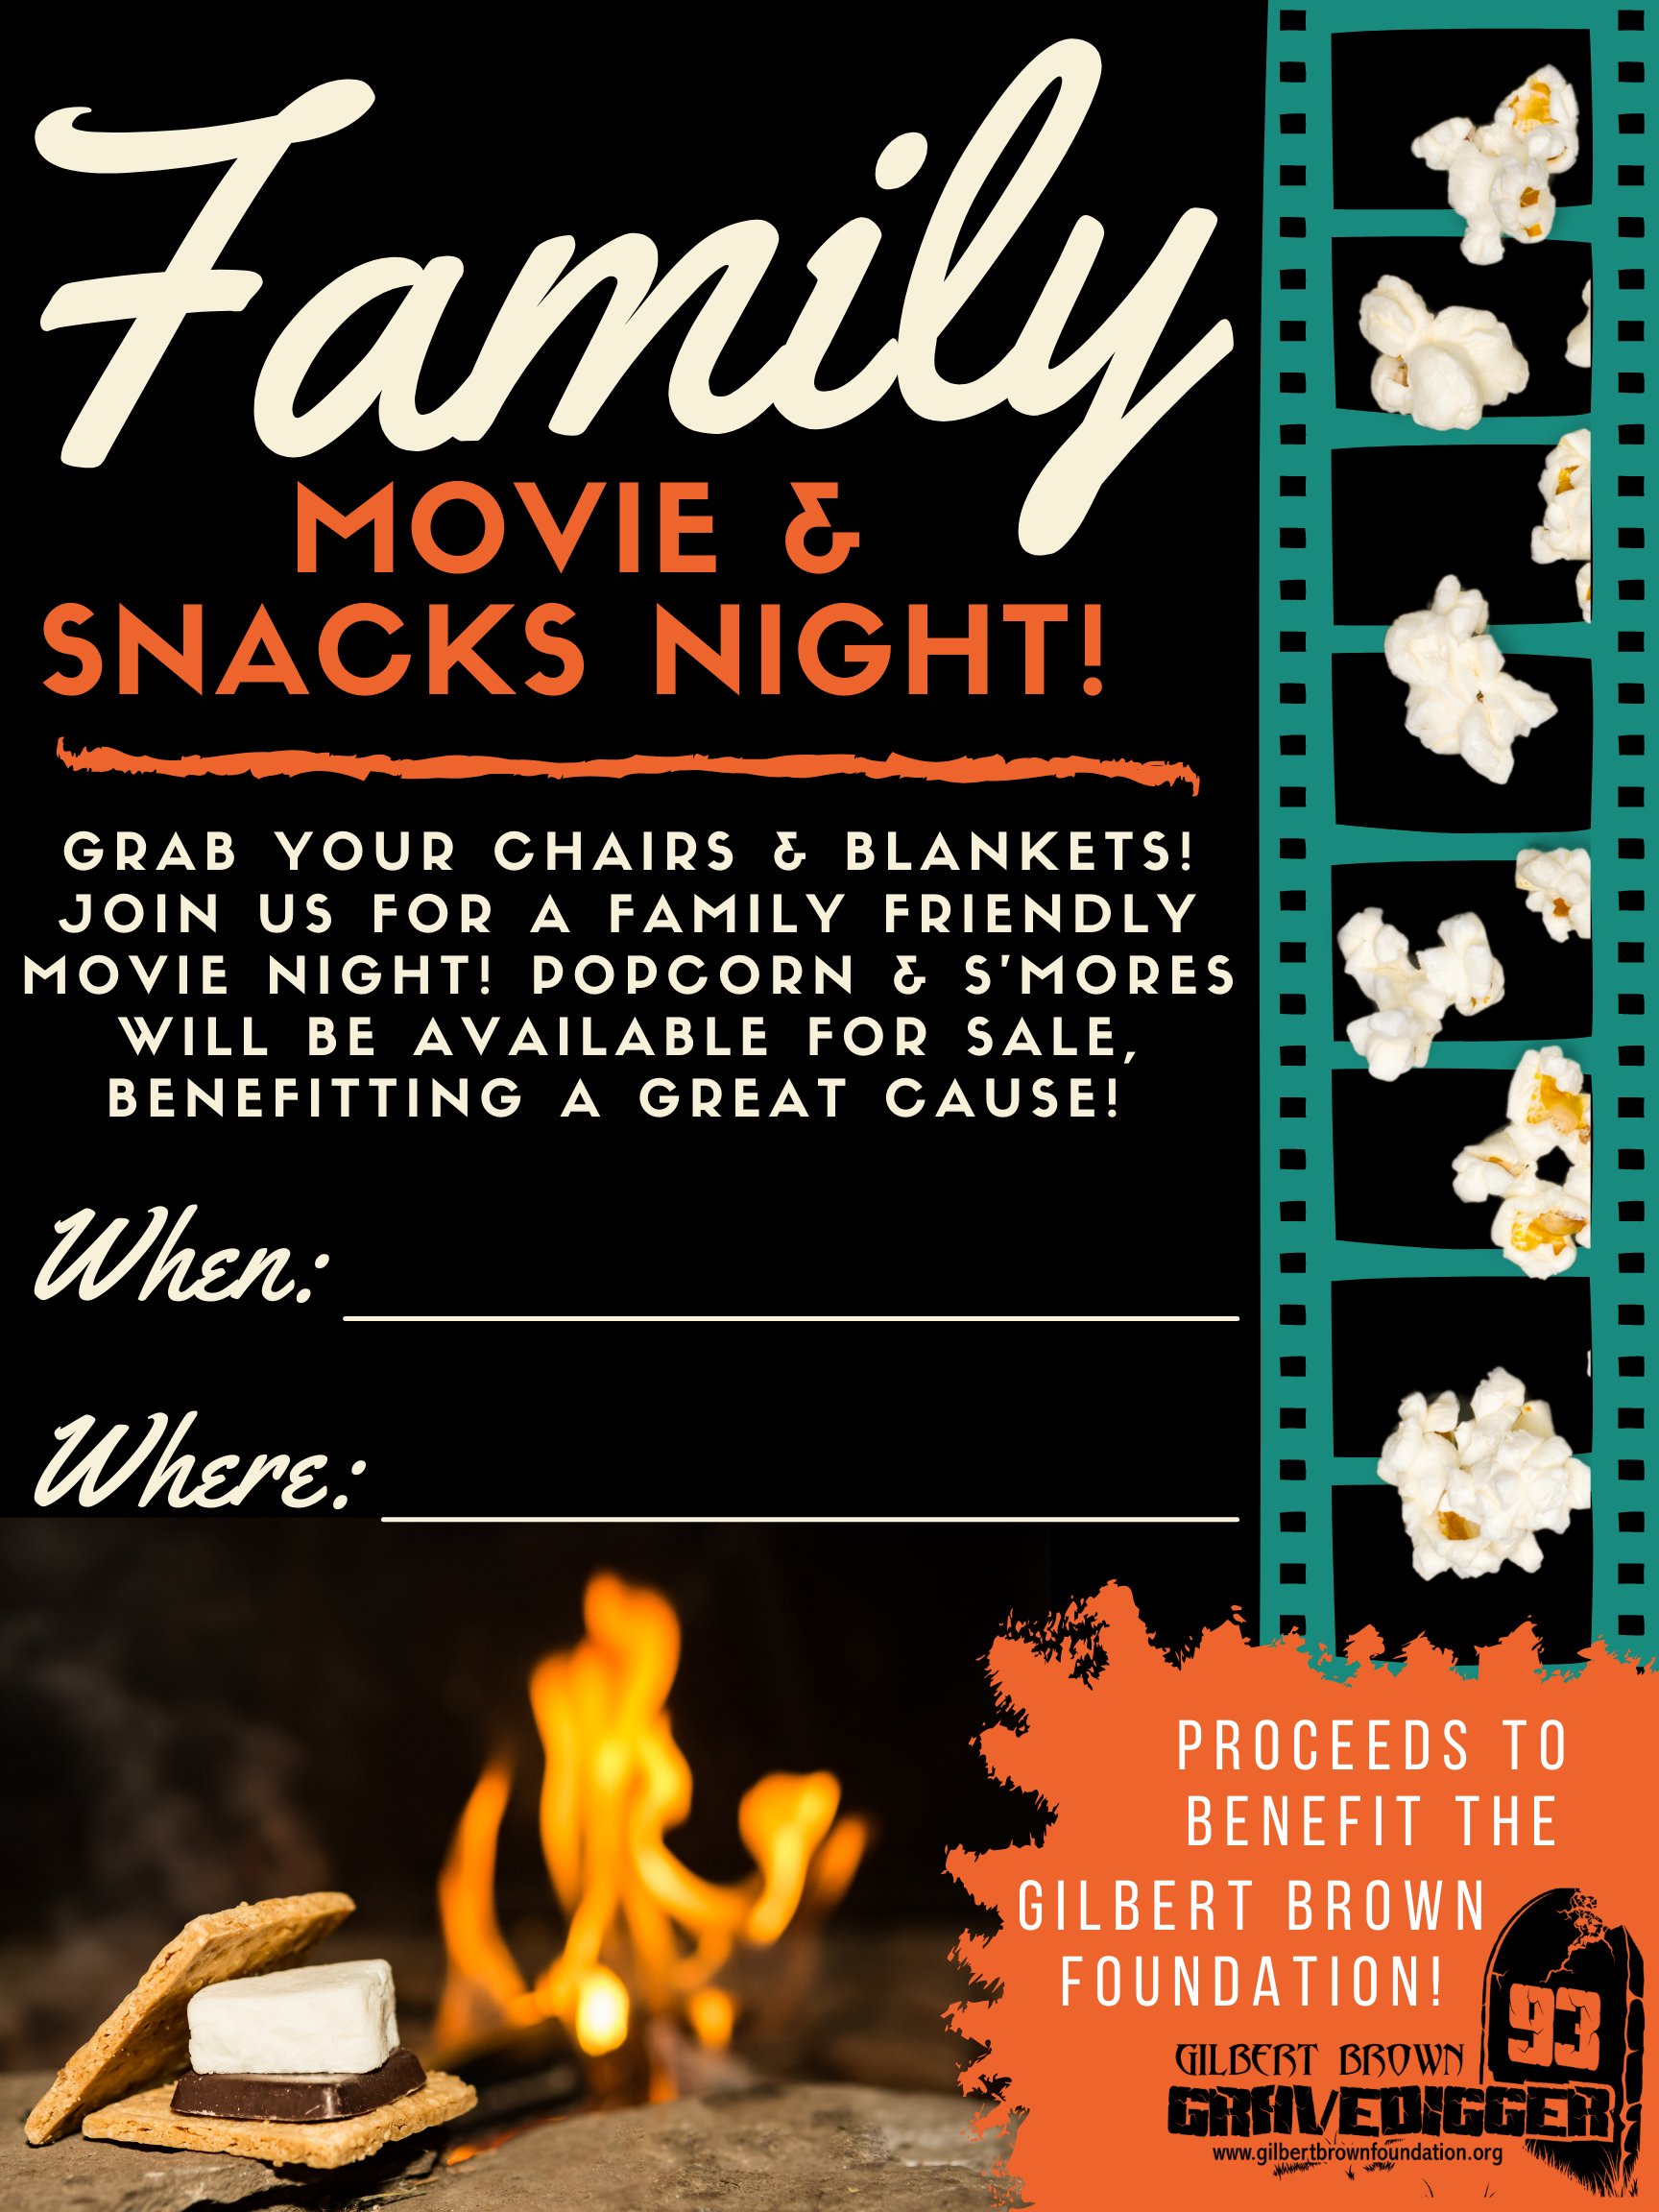 Family
MOVIE &
SNACKS NIGHT!
GRAB YOUR CHAIRS & BLANKETS!
JOIN US FOR A FAMILY FRIENDLY
MOVIE NIGHT! POPCORN & S'MORES
WILL BE AVAILABLE FOR SALE,
BENEFITTING A GREAT CAUSE!
When:
Where:
PROCEEDS TO
BENEFIT THE
GILBERT BROWN
FOUNDATION!
93
GILBERT BROWN
GRAVEDIGGER
www.gilbertbrownfoundation.org